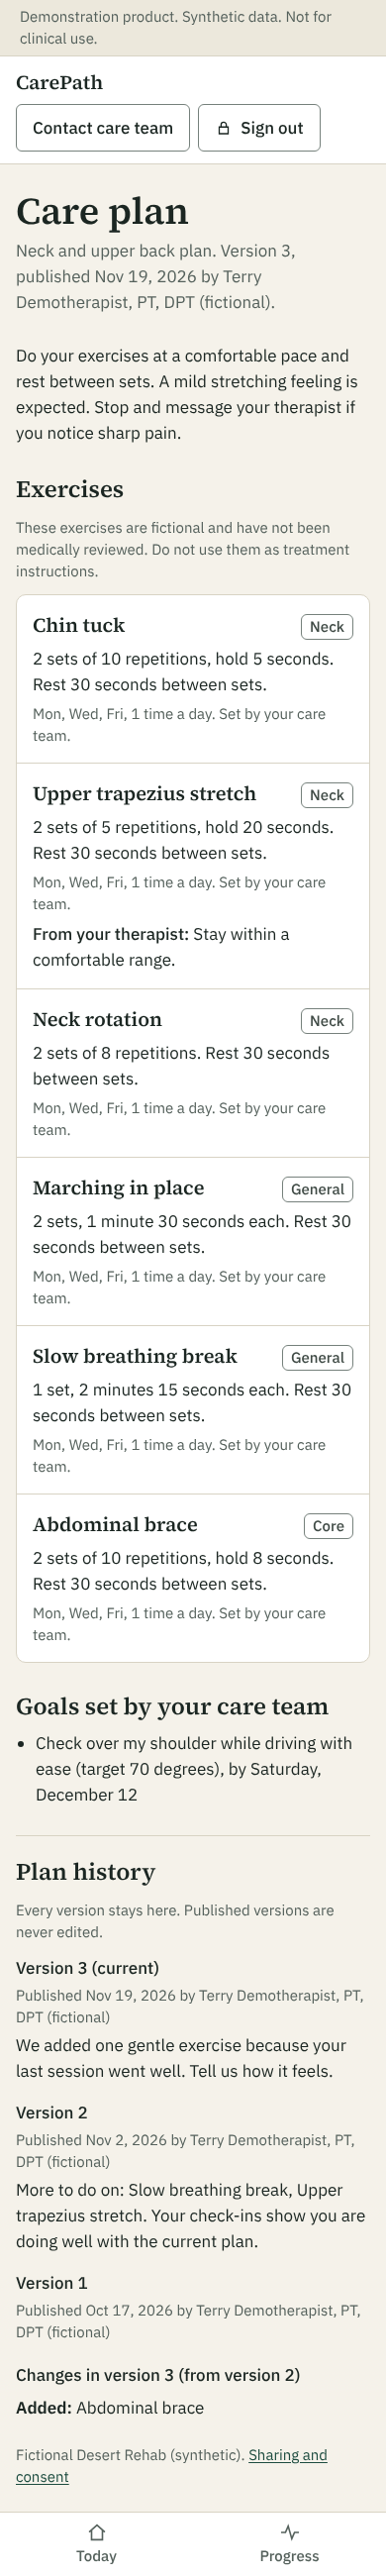 Demonstration product. Synthetic data. Not for
clinical use.
CarePath
Contact care team
Sign out
Care plan
Neck and upper back plan. Version 3,
published Nov 19, 2026 by Terry
Demotherapist, PT, DPT (fictional).
Do your exercises at a comfortable pace and
rest between sets. A mild stretching feeling is
expected. Stop and message your therapist if
you notice sharp pain.
Exercises
These exercises are fictional and have not been
medically reviewed. Do not use them as treatment
instructions.
Chin tuck
Neck
2 sets of 10 repetitions, hold 5 seconds.
Rest 30 seconds between sets.
Mon, Wed, Fri, 1 time a day. Set by your care
team.
Upper trapezius stretch
Neck
2 sets of 5 repetitions, hold 20 seconds.
Rest 30 seconds between sets.
Mon, Wed, Fri, 1 time a day. Set by your care
team.
From your therapist: Stay within a
comfortable range.
Neck rotation
Neck
2 sets of 8 repetitions. Rest 30 seconds
between sets.
Mon, Wed, Fri, 1 time a day. Set by your care
team.
Marching in place
General
2 sets, 1 minute 30 seconds each. Rest 30
seconds between sets.
Mon, Wed, Fri, 1 time a day. Set by your care
team.
Slow breathing break
General
1 set, 2 minutes 15 seconds each. Rest 30
seconds between sets.
Mon, Wed, Fri, 1 time a day. Set by your care
team.
Abdominal brace
Core
2 sets of 10 repetitions, hold 8 seconds.
Rest 30 seconds between sets.
Mon, Wed, Fri, 1 time a day. Set by your care
team.
Goals set by your care team
• Check over my shoulder while driving with
ease (target 70 degrees), by Saturday,
December 12
Plan history
Every version stays here. Published versions are
never edited.
Version 3 (current)
Published Nov 19, 2026 by Terry Demotherapist, PT,
DPT (fictional)
We added one gentle exercise because your
last session went well. Tell us how it feels.
Version 2
Published Nov 2, 2026 by Terry Demotherapist, PT,
DPT (fictional)
More to do on: Slow breathing break, Upper
trapezius stretch. Your check-ins show you are
doing well with the current plan.
Version 1
Published Oct 17, 2026 by Terry Demotherapist, PT,
DPT (fictional)
Changes in version 3 (from version 2)
Added: Abdominal brace
Fictional Desert Rehab (synthetic). Sharing and
consent
Today
Progress